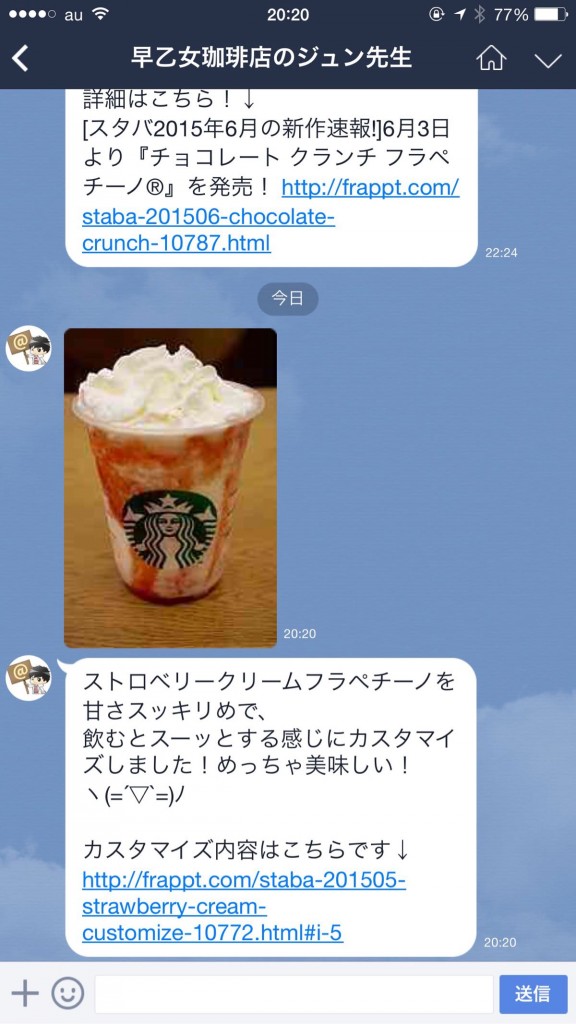 au 20:20 77%
早乙女珈琲店のジュン先生
詳細はこちら！↓
[スタバ2015年6月の新作速報!]6月3日
より『チョコレート クランチ フラペ
チーノ®』を発売！ http://frappt.com/
staba-201506-chocolate-
crunch-10787.html
22:24
今日
@
20:20
@
ストロベリークリームフラペチーノを
甘さスッキリめで、
飲むとスーッとする感じにカスタマイ
ズしました！めっちゃ美味しい！
ヽ(=´▽`=)ﾉ
カスタマイズ内容はこちらです↓
http://frappt.com/staba-201505-
strawberry-cream-
customize-10772.html#i-5
20:20
送信